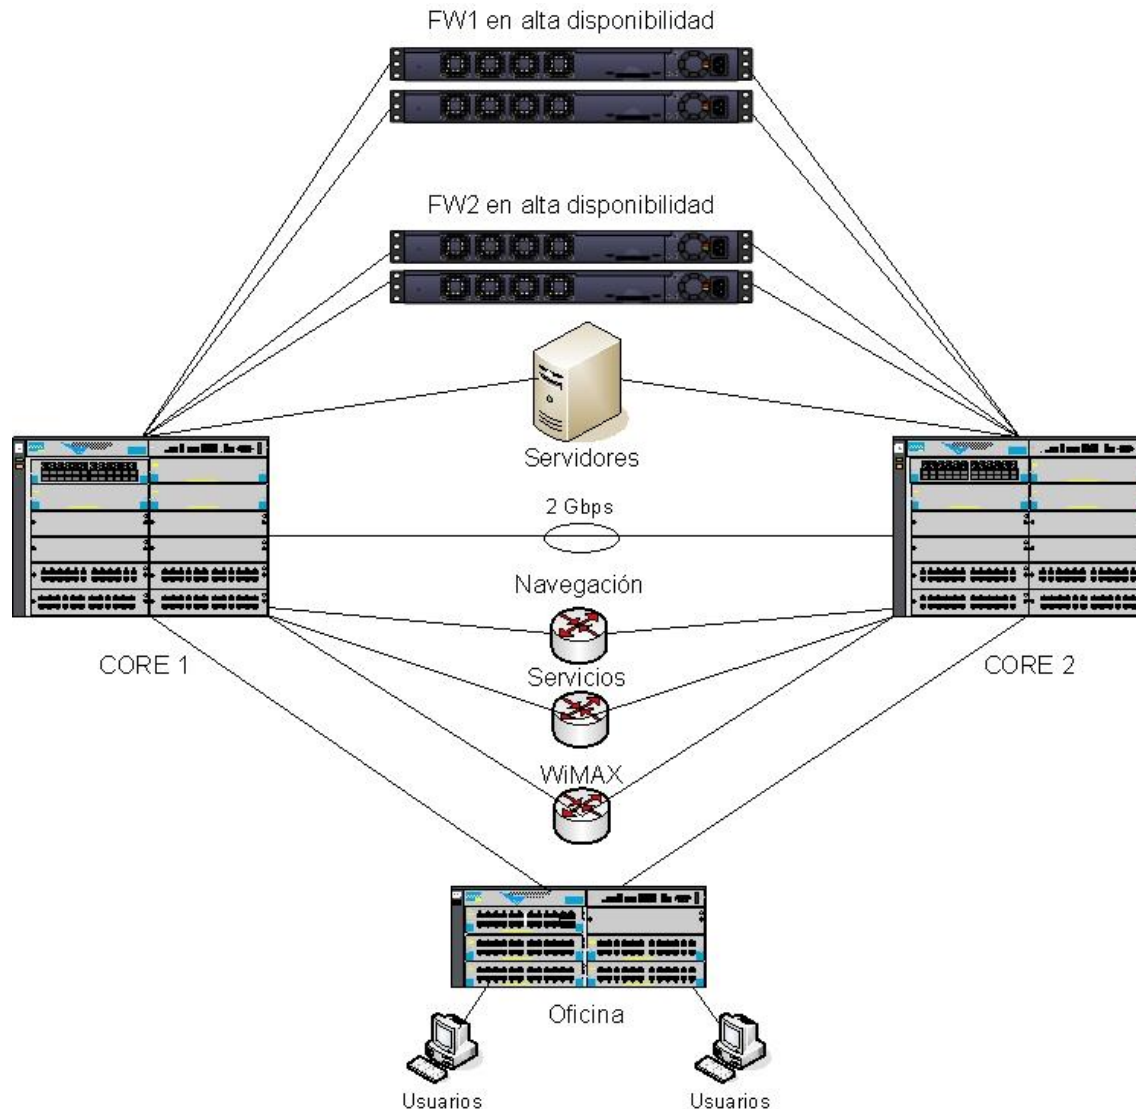 FW1 en alta disponibilidad
FW2 en alta disponibilidad
Servidores
2 Gbps
Navegación
CORE 1
CORE 2
Servicios
WiMAX
Oficina
Usuarios
Usuarios